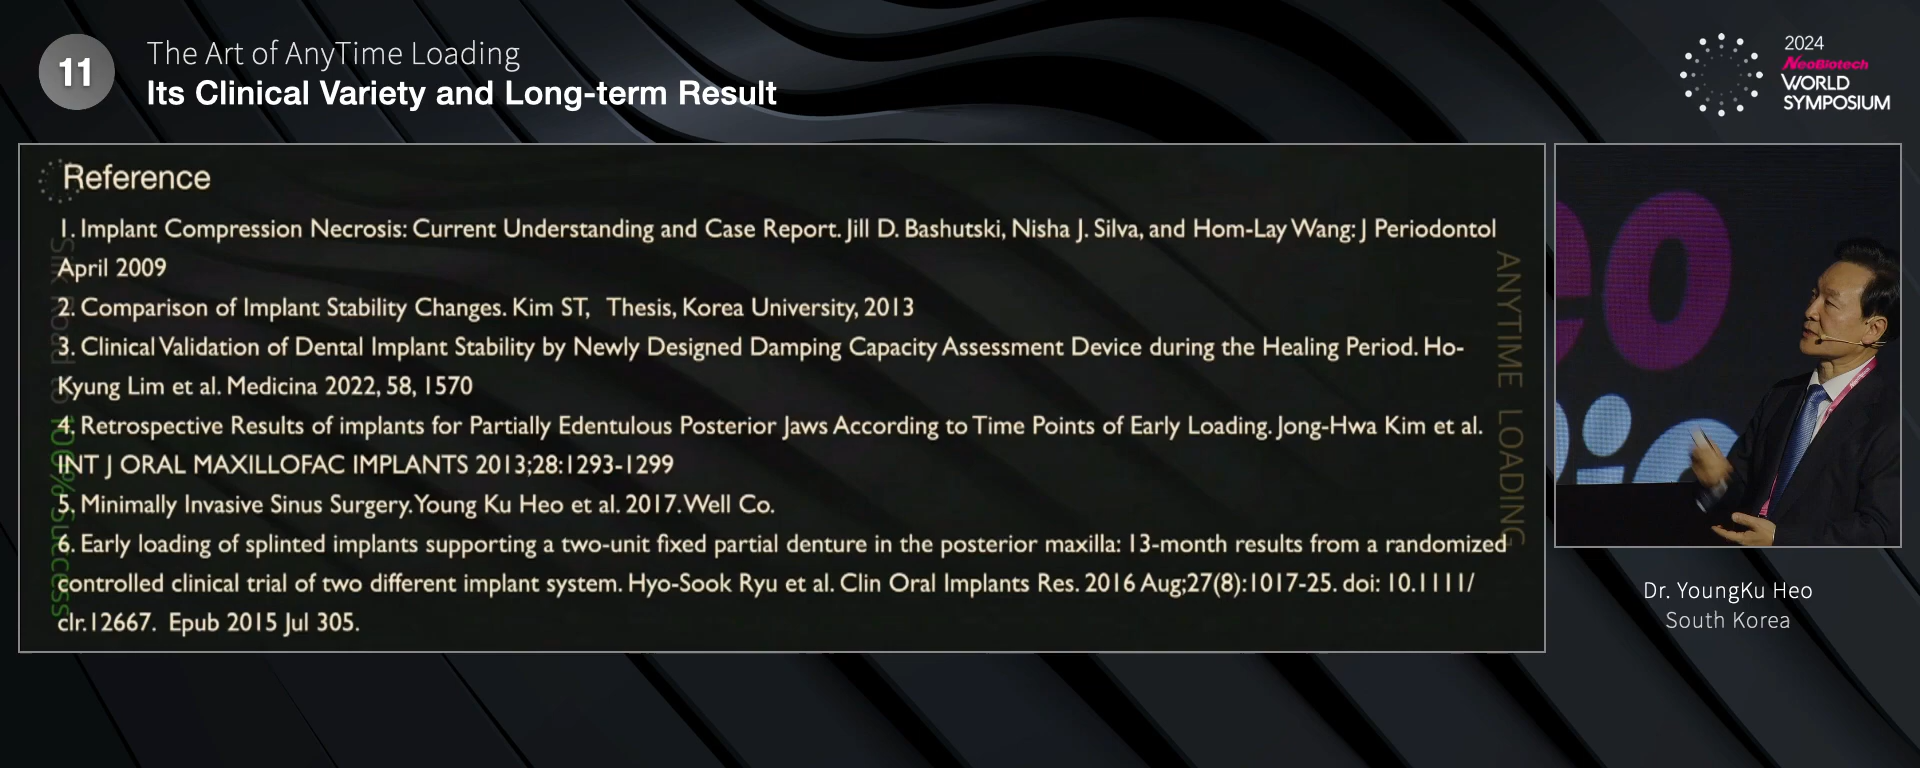 11
The Art of AnyTime Loading
Its Clinical Variety and Long-term Result
2024
NeoBiotech
WORLD
SYMPOSIUM
Reference
1. Implant Compression Necrosis: Current Understanding and Case Report. Jill D. Bashutski, Nisha J. Silva, and Hom-Lay Wang: J Periodontol
April 2009
2. Comparison of Implant Stability Changes. Kim ST, Thesis, Korea University, 2013
3. Clinical Validation of Dental Implant Stability by Newly Designed Damping Capacity Assessment Device during the Healing Period. Ho-
Kyung Lim et al. Medicina 2022, 58, 1570
4. Retrospective Results of implants for Partially Edentulous Posterior Jaws According to Time Points of Early Loading. Jong-Hwa Kim et al.
INT J ORAL MAXILLOFAC IMPLANTS 2013;28:1293-1299
5. Minimally Invasive Sinus Surgery. Young Ku Heo et al. 2017. Well Co.
6. Early loading of splinted implants supporting a two-unit fixed partial denture in the posterior maxilla: 13-month results from a randomized
controlled clinical trial of two different implant system. Hyo-Sook Ryu et al. Clin Oral Implants Res. 2016 Aug;27(8):1017-25. doi: 10.1111/
clr.12667. Epub 2015 Jul 305.
Silk Road to 100% Success
ANYTIME LOADING
eo
Bio
Dr. YoungKu Heo
South Korea